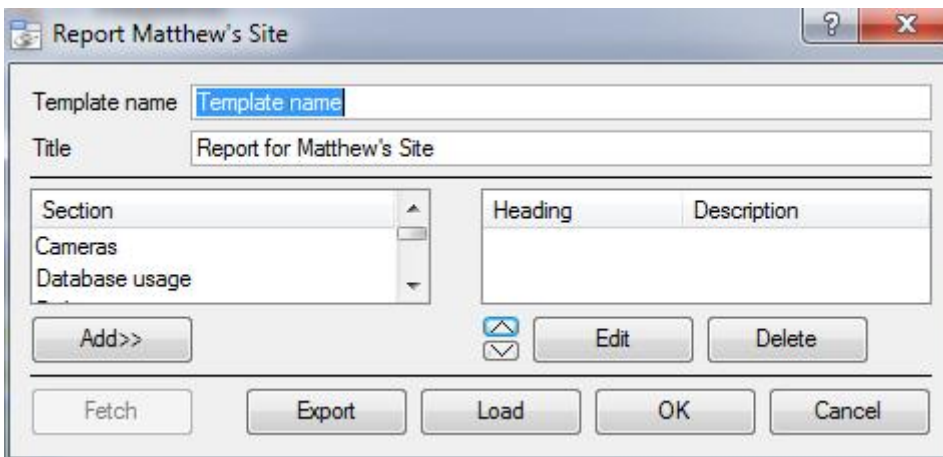 Report Matthew's Site
Template name Template name
Title Report for Matthew's Site
Section Heading Description
Cameras
Database usage
Add>> Edit Delete
Fetch Export Load OK Cancel